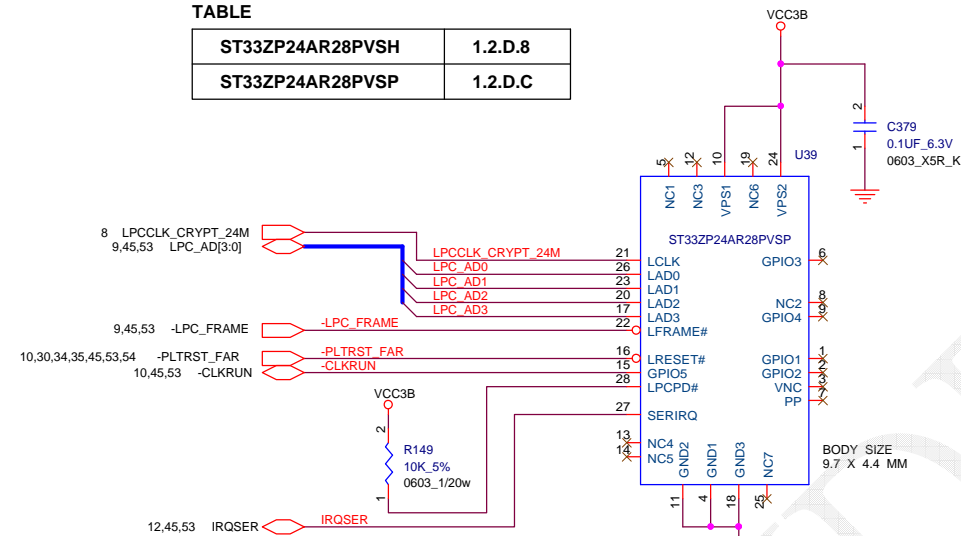 TABLE
ST33ZP24AR28PVSH 1.2.D.8
ST33ZP24AR28PVSP 1.2.D.C
VCC3B
2
C379
0.1UF_6.3V
1
0603_X5R_K
U39
5 12 10 19 24
NC1 NC3 VPS1 NC6 VPS2
ST33ZP24AR28PVSP
8 LPCCLK_CRYPT_24M
9,45,53 LPC_AD[3:0]
LPCCLK_CRYPT_24M 21 LCLK
LPC_AD0 26 LAD0
LPC_AD1 23 LAD1
LPC_AD2 20 LAD2
LPC_AD3 17 LAD3
GPIO3 6
NC2 8
GPIO4 9
9,45,53 -LPC_FRAME -LPC_FRAME 22 LFRAME#
10,30,34,35,45,53,54 -PLTRST_FAR -PLTRST_FAR 16 LRESET#
10,45,53 -CLKRUN -CLKRUN 15 GPIO5
28 LPCPD#
GPIO1 1
GPIO2 2
VNC 3
PP 7
VCC3B
27 SERIRQ
2
R149
10K_5%
0603_1/20w
1
13 NC4
14 NC5
GND2 GND1 GND3 NC7
11 4 18 25
BODY SIZE
9.7 X 4.4 MM
12,45,53 IRQSER IRQSER